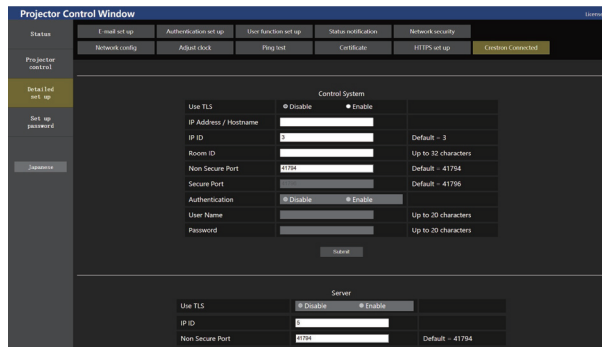 Projector Control Window
License
Status
E-mail set up
Authentication set up
User function set up
Status notification
Network security
Network config
Adjust clock
Ping test
Certificate
HTTPS set up
Crestron Connected
Projector
control
Detailed
set up
Set up
password
Japanese
Control System
Use TLS Disable Enable
IP Address / Hostname
IP ID 3 Default = 3
Room ID Up to 32 characters
Non Secure Port 41794 Default = 41794
Secure Port Default = 41796
Authentication Disable Enable
User Name Up to 20 characters
Password Up to 20 characters
Submit
Server
Use TLS Disable Enable
IP ID 5
Non Secure Port 41794 Default = 41794